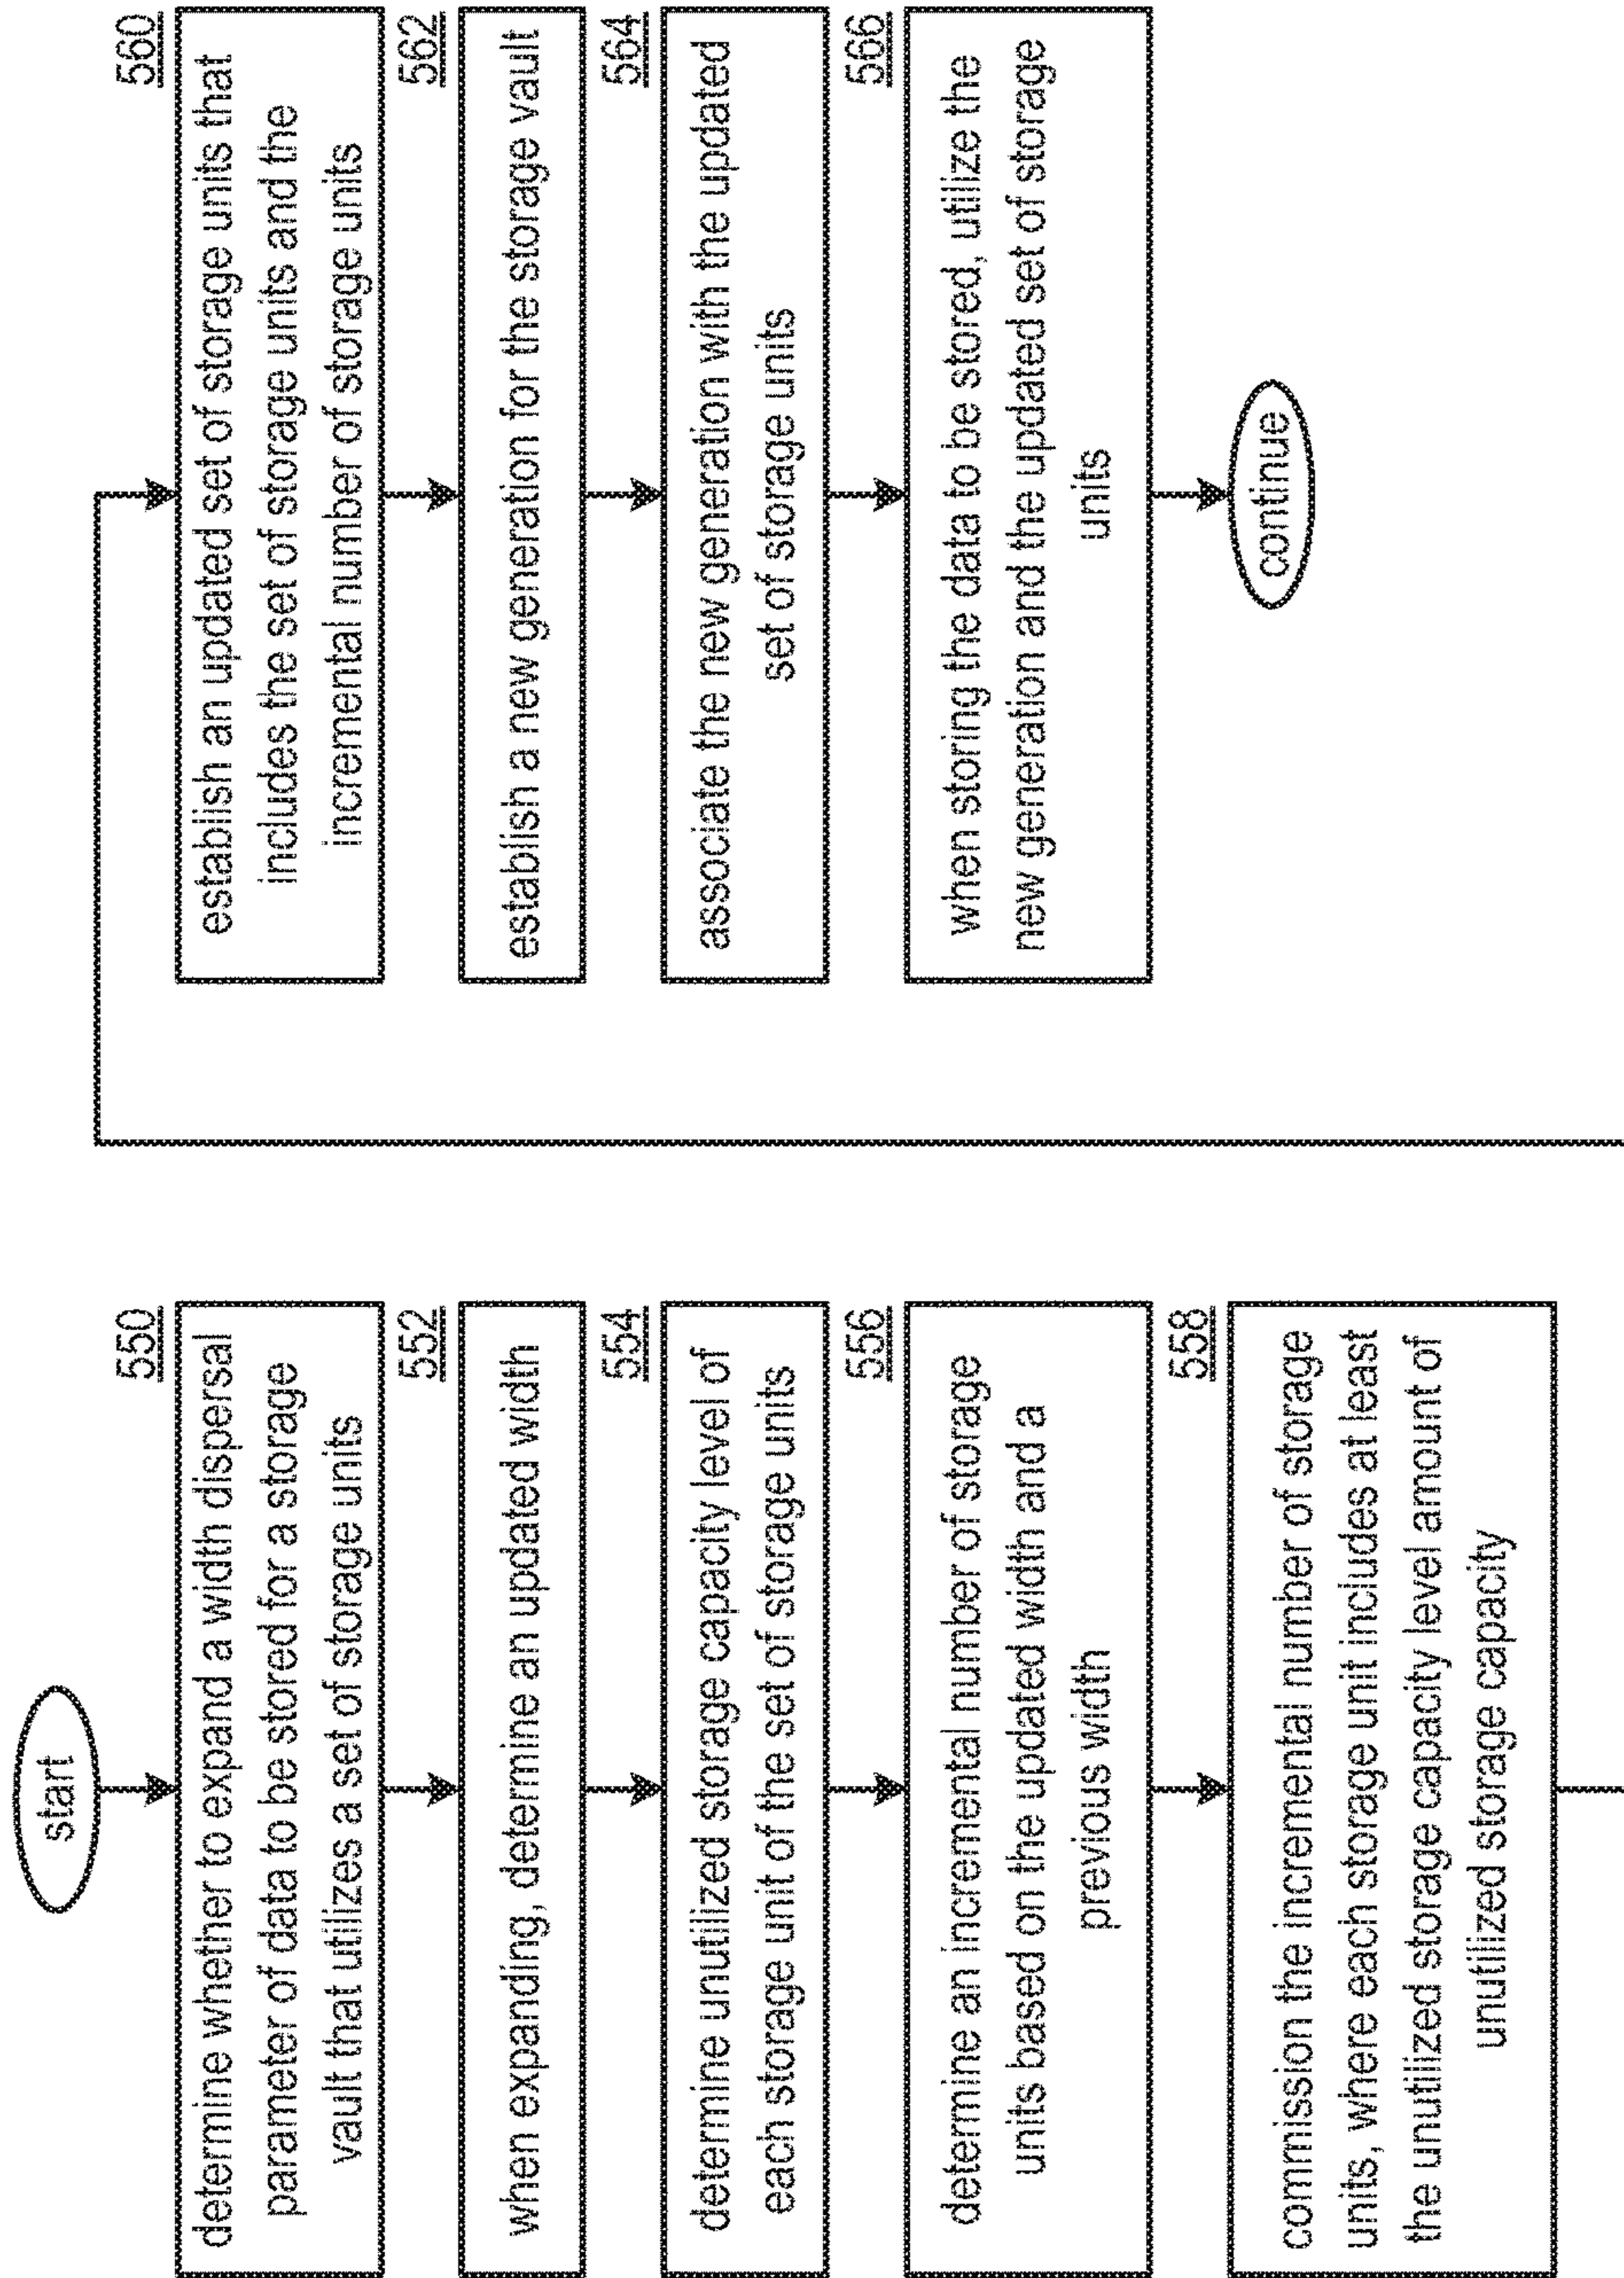 start
550
determine whether to expand a width dispersal
parameter of data to be stored for a storage
vault that utilizes a set of storage units
552
when expanding, determine an updated width
554
determine unutilized storage capacity level of
each storage unit of the set of storage units
556
determine an incremental number of storage
units based on the updated width and a
previous width
558
commission the incremental number of storage
units, where each storage unit includes at least
the unutilized storage capacity level amount of
unutilized storage capacity
560
establish an updated set of storage units that
includes the set of storage units and the
incremental number of storage units
562
establish a new generation for the storage vault
564
associate the new generation with the updated
set of storage units
566
when storing the data to be stored, utilize the
new generation and the updated set of storage
units
continue